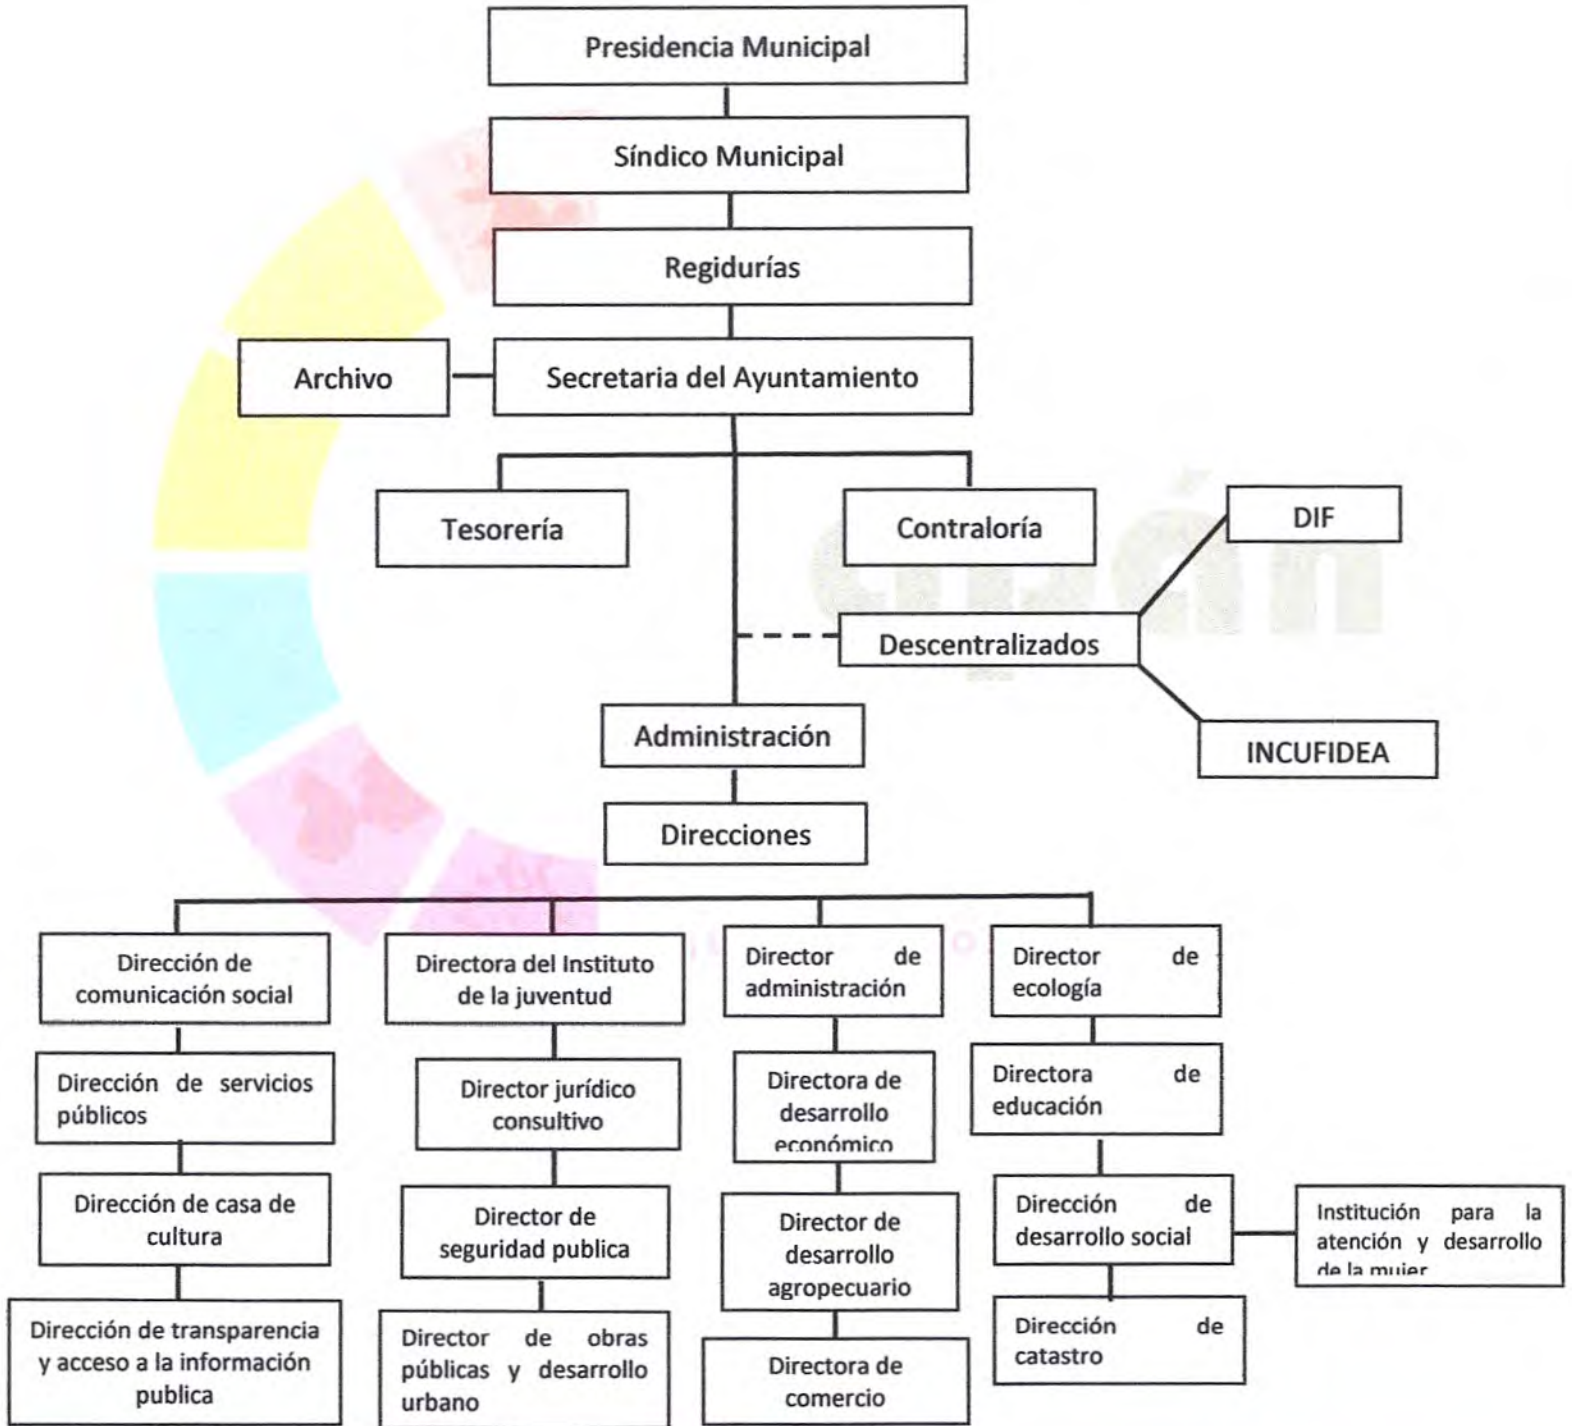 Presidencia Municipal
Síndico Municipal
Regidurías
Archivo
Secretaria del Ayuntamiento
Tesorería
Contraloría
DIF
Descentralizados
Administración
INCUFIDEA
Direcciones
Dirección de
comunicación social
Directora del Instituto
de la juventud
Director de
administración
Director de
ecología
Dirección de servicios
públicos
Director jurídico
consultivo
Directora de
desarrollo
económico
Directora de
educación
Dirección de casa de
cultura
Director de
seguridad publica
Director de
desarrollo
agropecuario
Dirección de
desarrollo social
Institución para la
atención y desarrollo
de la mujer
Dirección de transparencia
y acceso a la información
publica
Director de obras
públicas y desarrollo
urbano
Directora de
comercio
Dirección de
catastro